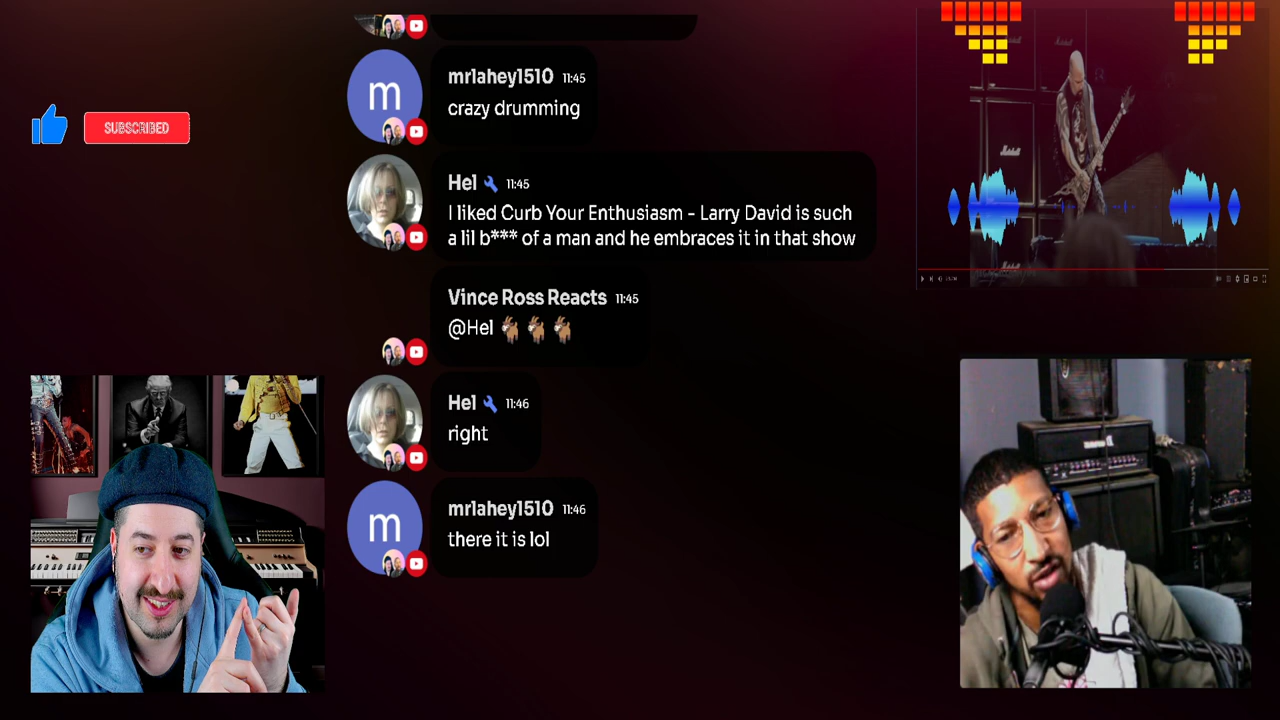 SUBSCRIBED
mrlahey1510 11:45
crazy drumming
Hel 11:45
I liked Curb Your Enthusiasm - Larry David is such
a lil b*** of a man and he embraces it in that show
Vince Ross Reacts 11:45
@Hel 🐐 🐐 🐐
Hel 11:46
right
mrlahey1510 11:46
there it is lol
m
m
Marshall